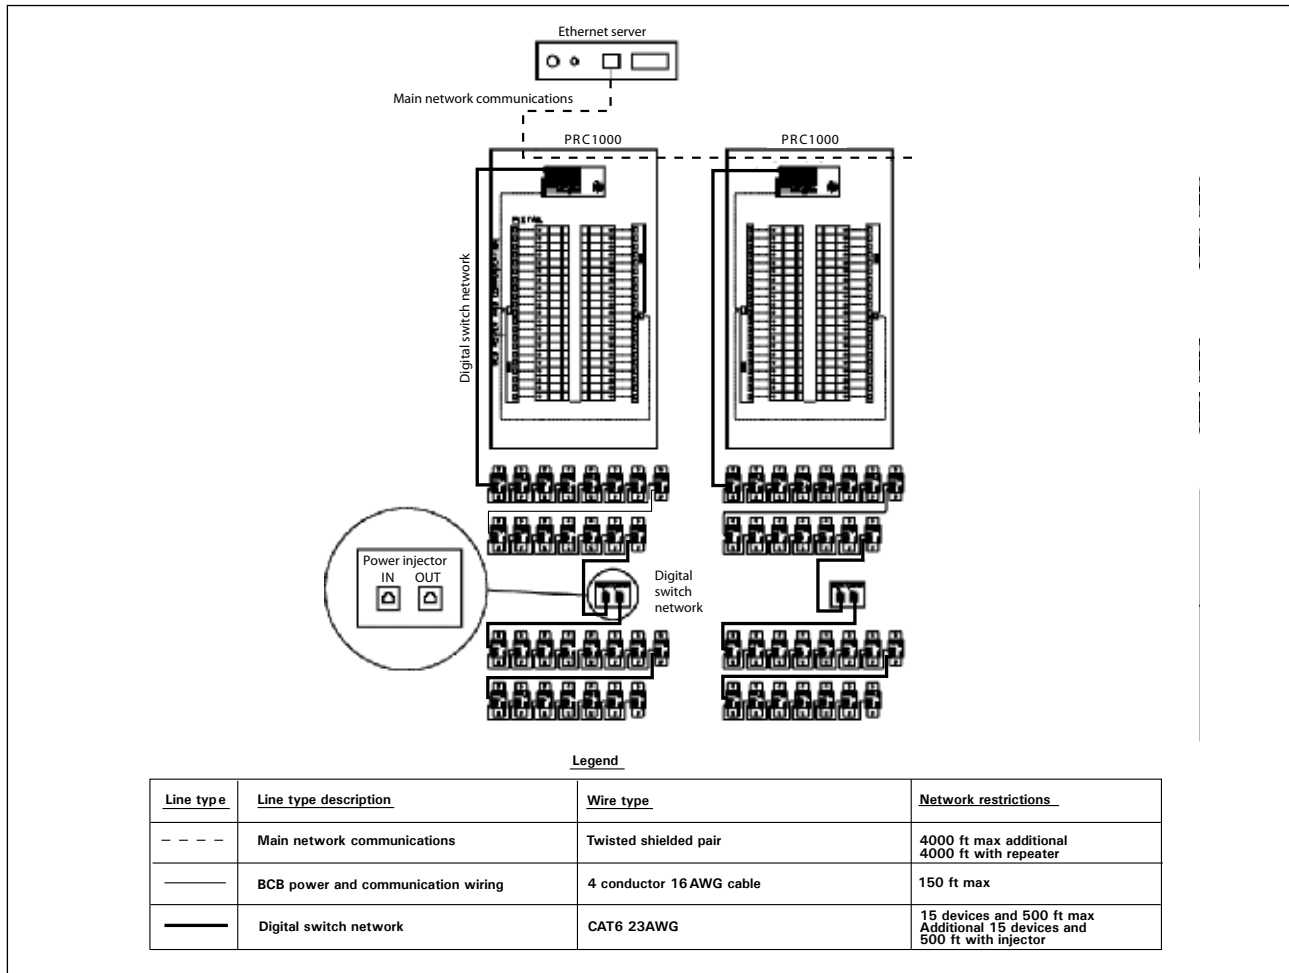 Ethernet server
Main network communications
PRC1000
PRC1000
Digital switch network
Power injector
IN OUT
Digital
switch
network
Legend
Line type
Line type description
Wire type
Network restrictions
Main network communications
Twisted shielded pair
4000 ft max additional
4000 ft with repeater
BCB power and communication wiring
4 conductor 16 AWG cable
150 ft max
Digital switch network
CAT6 23AWG
15 devices and 500 ft max
Additional 15 devices and
500 ft with injector